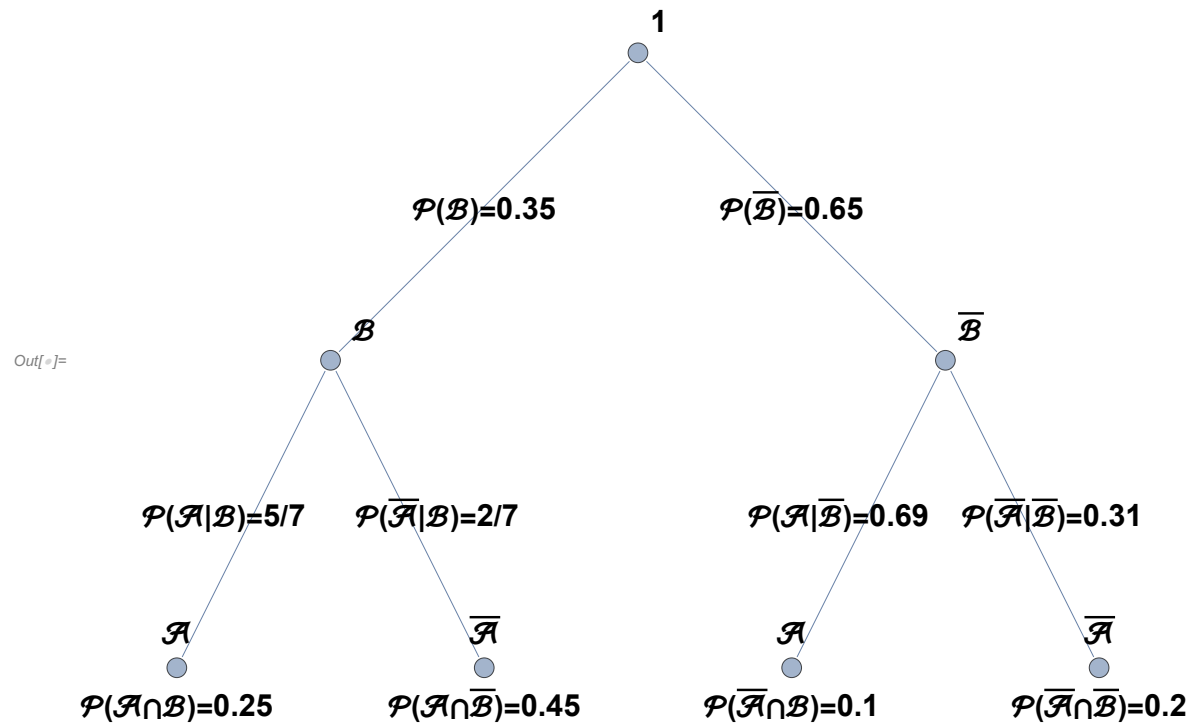 1
𝒫(ℬ)=0.35
𝒫(ℬ̅)=0.65
ℬ
ℬ̅
Out[•]=
𝒫(𝒜|ℬ)=5/7
𝒫(𝒜̅|ℬ)=2/7
𝒫(𝒜|ℬ̅)=0.69
𝒫(𝒜̅|ℬ̅)=0.31
𝒜
𝒜̅
𝒜
𝒜̅
𝒫(𝒜∩ℬ)=0.25
𝒫(𝒜∩ℬ̅)=0.45
𝒫(𝒜̅∩ℬ)=0.1
𝒫(𝒜̅∩ℬ̅)=0.2